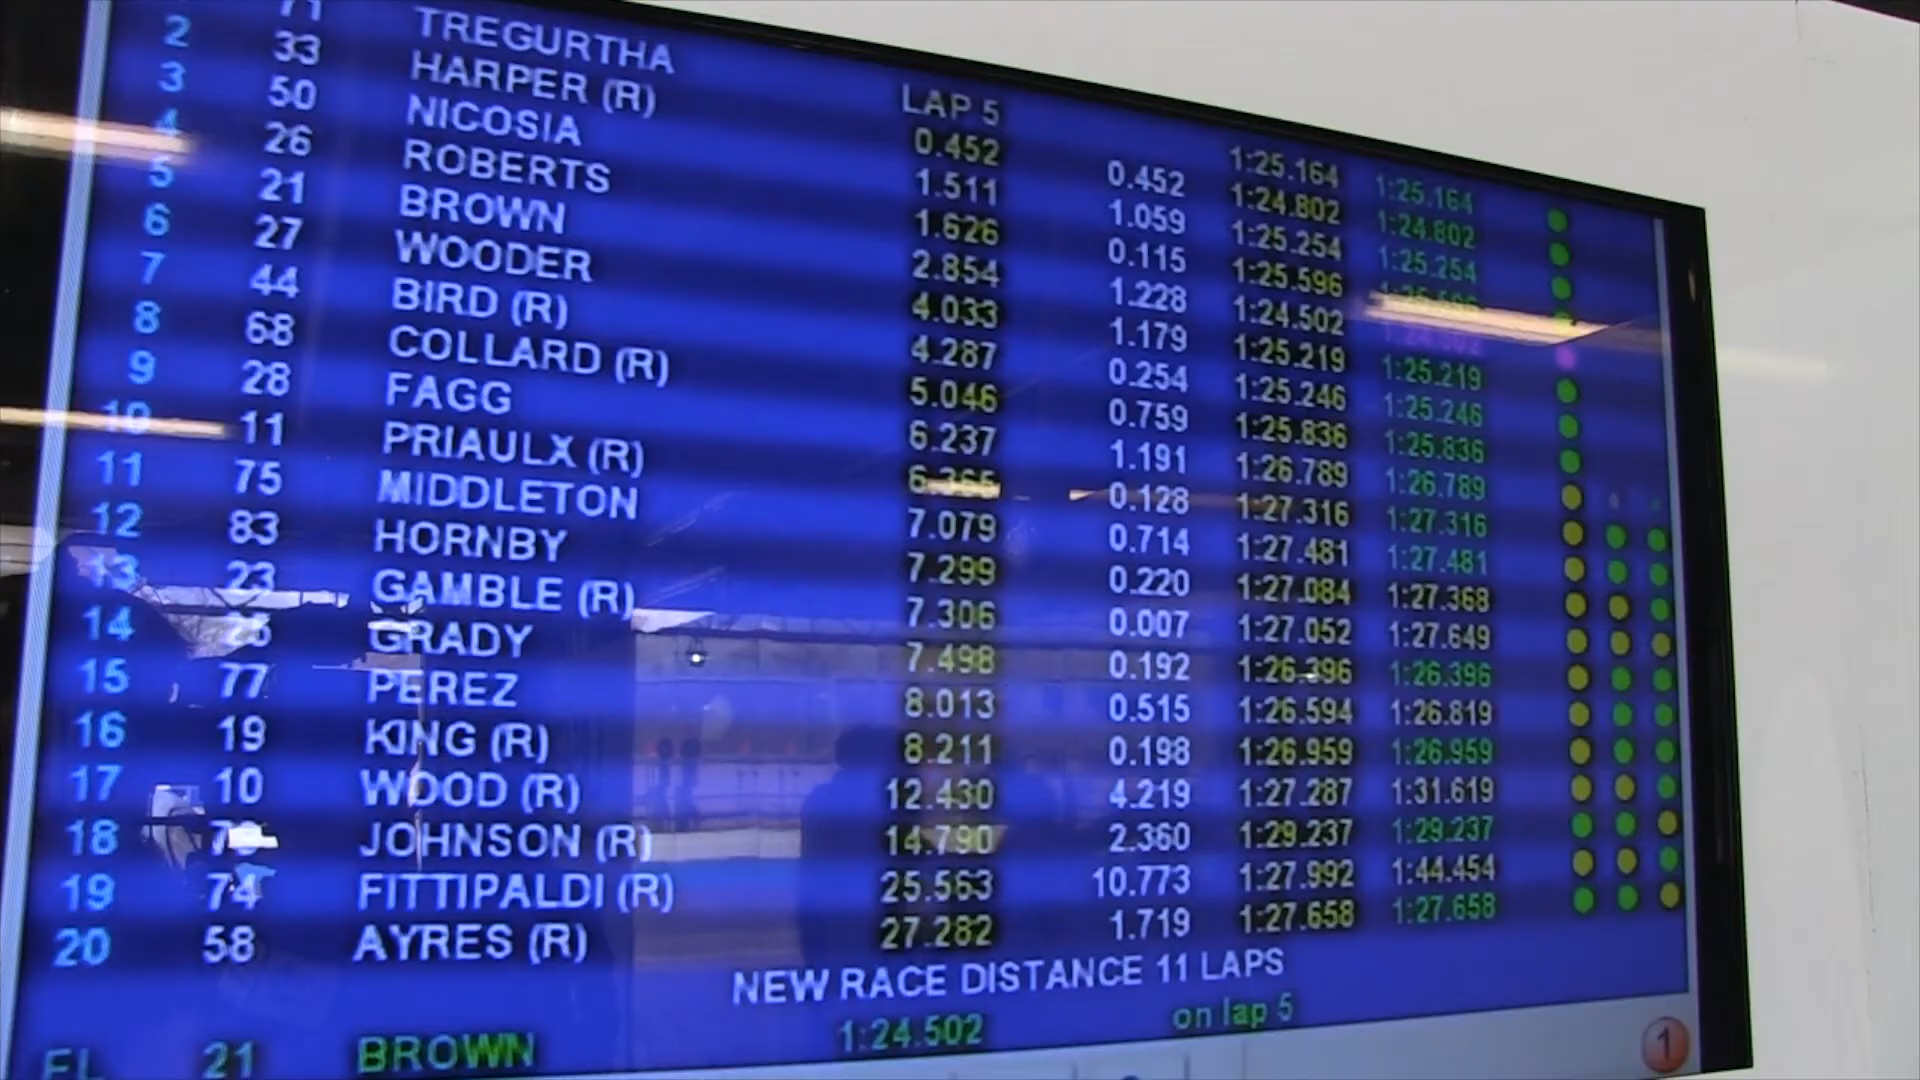 71 TREGURTHA LAP 5 1:25.164 1:25.164
2 33 HARPER (R) 0.452 0.452 1:24.802 1:24.802
3 50 NICOSIA 1.511 1.059 1:25.254 1:25.254
4 26 ROBERTS 1.626 0.115 1:25.596
5 21 BROWN 2.854 1.228 1:24.502 1:24.502
6 27 WOODER 4.033 1.179 1:25.219 1:25.219
7 44 BIRD (R) 4.287 0.254 1:25.246 1:25.246
8 68 COLLARD (R) 5.046 0.759 1:25.836 1:25.836
9 28 FAGG 6.237 1.191 1:26.789 1:26.789
10 11 PRIAULX (R) 6.365 0.128 1:27.316 1:27.316
11 75 MIDDLETON 7.079 0.714 1:27.481 1:27.481
12 83 HORNBY 7.299 0.220 1:27.084 1:27.368
13 23 GAMBLE (R) 7.306 0.007 1:27.052 1:27.649
14 GRADY 7.498 0.192 1:26.396 1:26.396
15 77 PEREZ 8.013 0.515 1:26.594 1:26.819
16 19 KING (R) 8.211 0.198 1:26.959 1:26.959
17 10 WOOD (R) 12.430 4.219 1:27.287 1:31.619
18 JOHNSON (R) 14.790 2.360 1:29.237 1:29.237
19 74 FITTIPALDI (R) 25.563 10.773 1:27.992 1:44.454
20 58 AYRES (R) 27.282 1.719 1:27.658 1:27.658
NEW RACE DISTANCE 11 LAPS
FL 21 BROWN 1:24.502 on lap 5
1